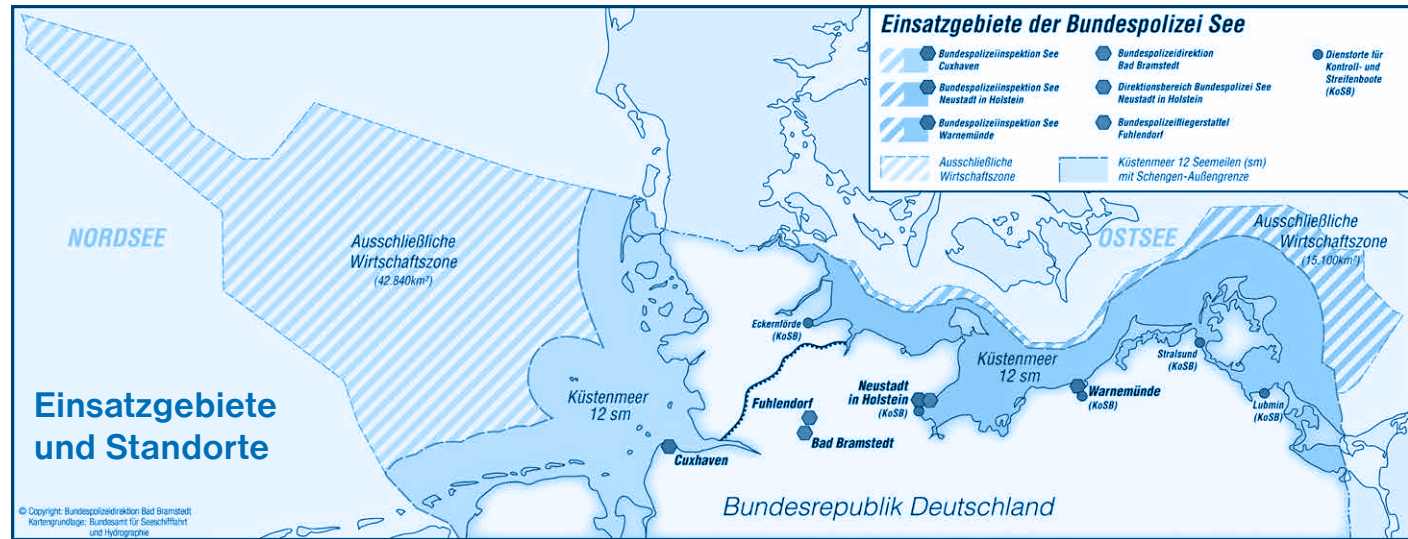 Einsatzgebiete der Bundespolizei See
Bundespolizeiinspektion See
Cuxhaven
Bundespolizeiinspektion See
Neustadt in Holstein
Bundespolizeiinspektion See
Warnemünde
Bundespolizeidirektion
Bad Bramstedt
Direktionsbereich Bundespolizei See
Neustadt in Holstein
Bundespolizeifliegerstaffel
Fuhlendorf
Dienstorte für
Kontroll- und
Streifenboote
(KoSB)
Ausschließliche
Wirtschaftszone
Küstenmeer 12 Seemeilen (sm)
mit Schengen-Außengrenze
NORDSEE
Ausschließliche
Wirtschaftszone
(42.840km²)
OSTSEE
Ausschließliche
Wirtschaftszone
(15.100km²)
Eckernförde
(KoSB)
Küstenmeer
12 sm
Stralsund
(KoSB)
Küstenmeer
12 sm
Neustadt
in Holstein
(KoSB)
Warnemünde
(KoSB)
Lubmin
(KoSB)
Fuhlendorf
Bad Bramstedt
Cuxhaven
Einsatzgebiete
und Standorte
Bundesrepublik Deutschland
© Copyright: Bundespolizeidirektion Bad Bramstedt
Kartengrundlage: Bundesamt für Seeschifffahrt
und Hydrographie